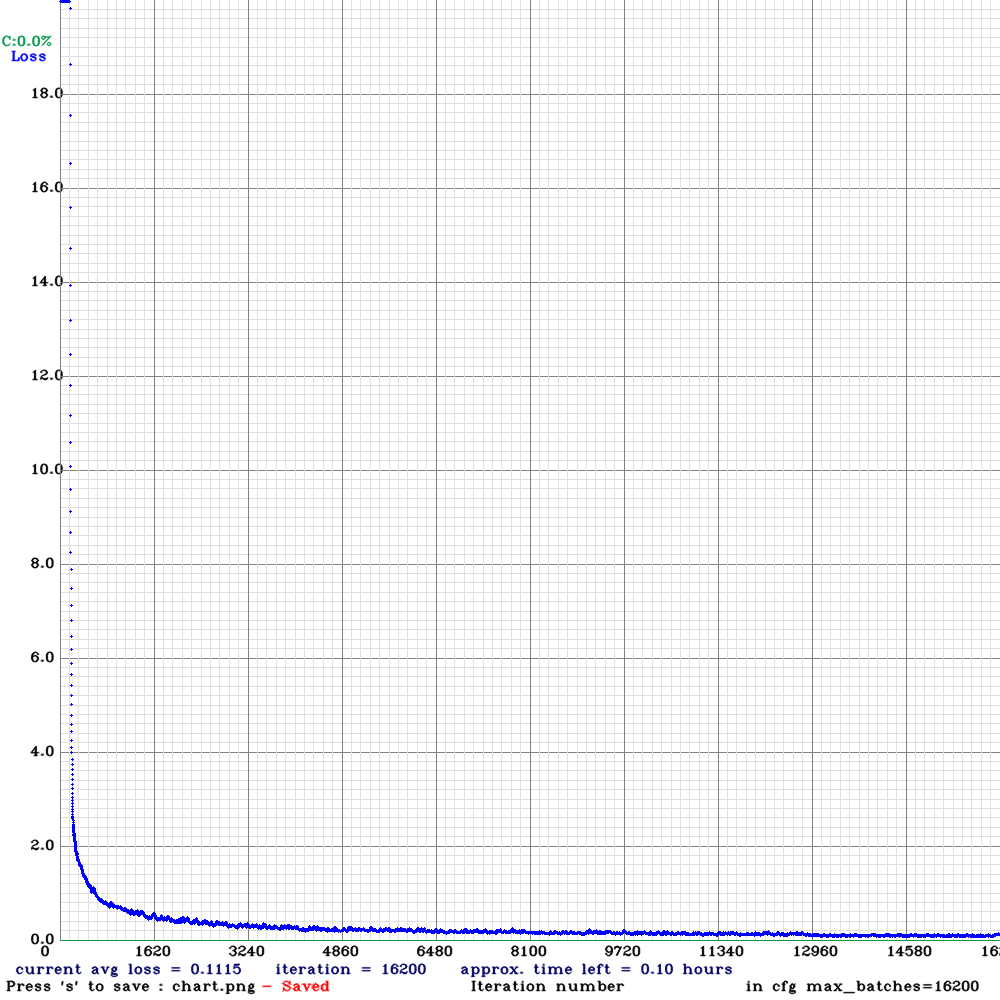 C:0.0%
Loss
18.0
16.0
14.0
12.0
10.0
8.0
6.0
4.0
2.0
0.0
0 1620 3240 4860 6480 8100 9720 11340 12960 14580 16
current avg loss = 0.1115 iteration = 16200 approx. time left = 0.10 hours
Press 's' to save : chart.png - Saved Iteration number in cfg max_batches=16200